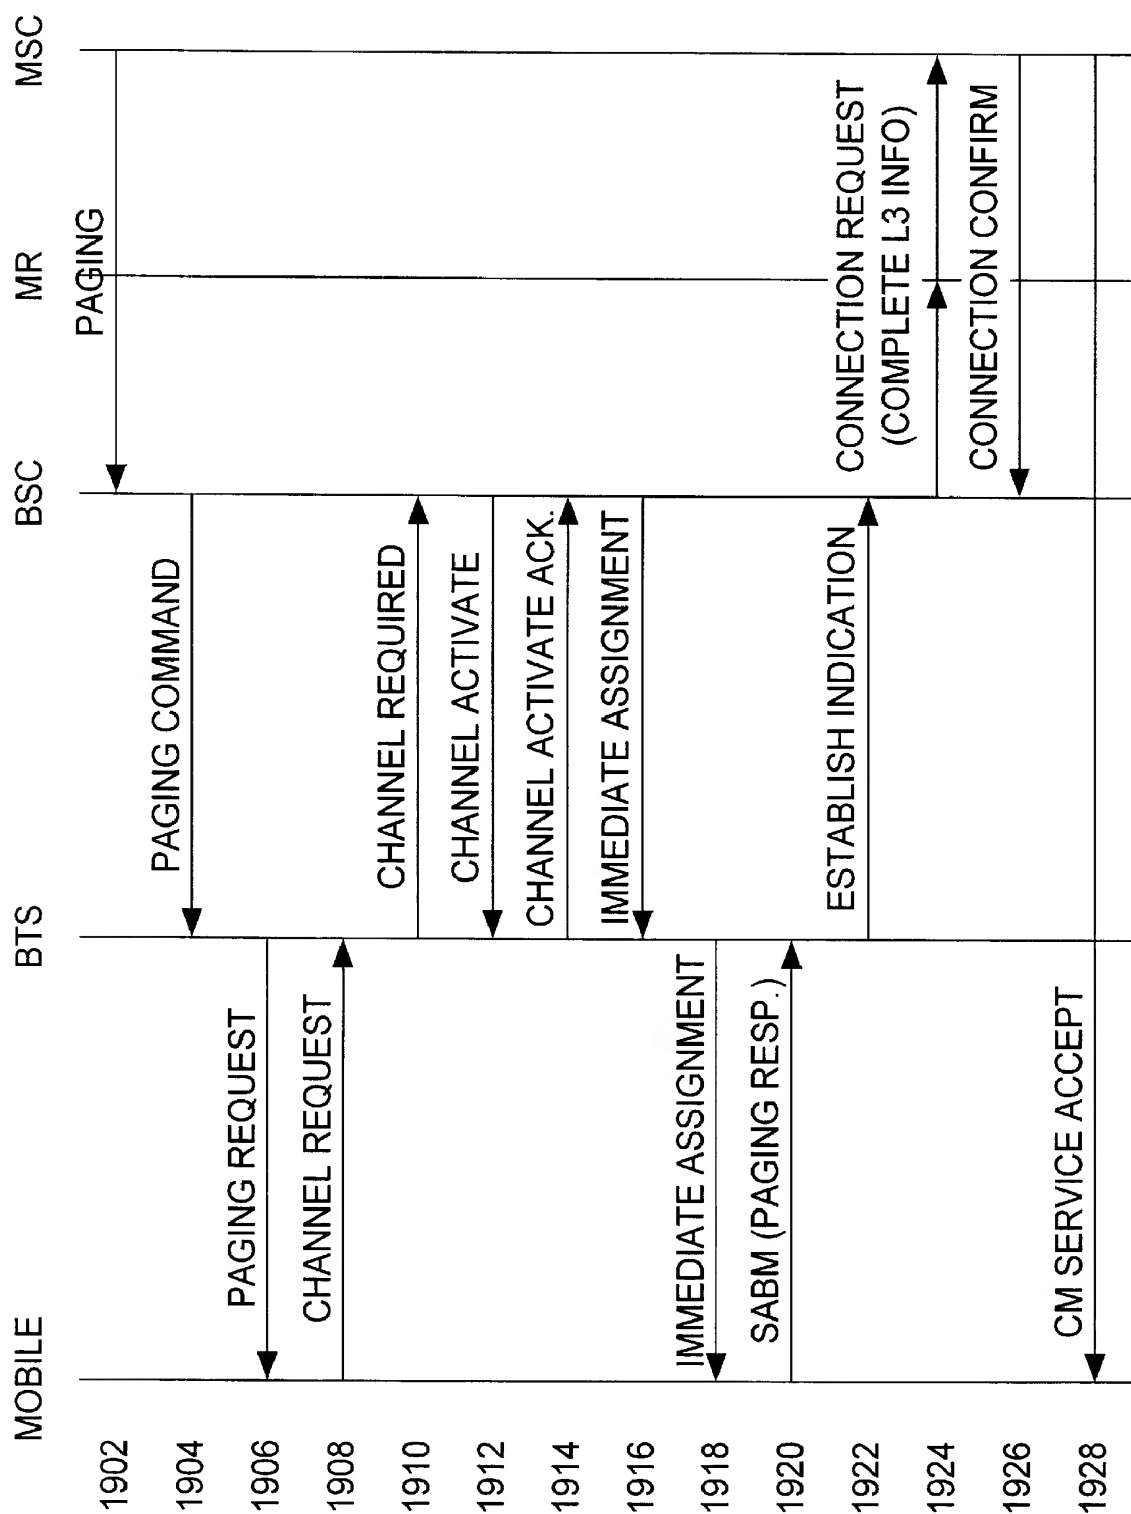 MOBILE
BTS
BSC
MR
MSC
1902
PAGING
1904
PAGING COMMAND
1906
PAGING REQUEST
1908
CHANNEL REQUEST
1910
CHANNEL REQUIRED
1912
CHANNEL ACTIVATE
1914
CHANNEL ACTIVATE ACK.
1916
IMMEDIATE ASSIGNMENT
1918
IMMEDIATE ASSIGNMENT
1920
SABM (PAGING RESP.)
1922
ESTABLISH INDICATION
1924
CONNECTION REQUEST
(COMPLETE L3 INFO)
1926
CONNECTION CONFIRM
1928
CM SERVICE ACCEPT